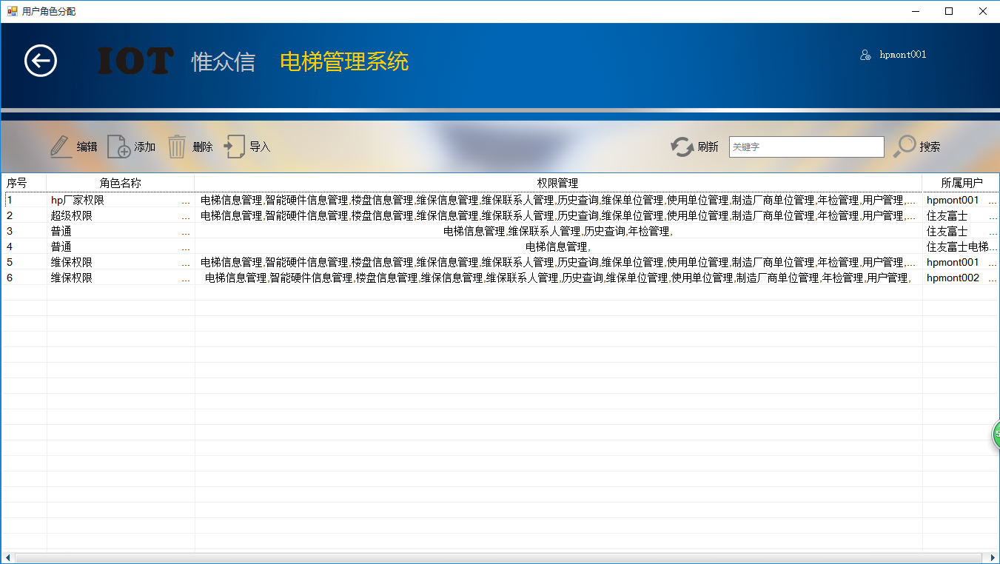 用户角色分配
IOT 惟众信 电梯管理系统 hpmont001
编辑 添加 删除 导入 刷新 关键字 搜索
序号 角色名称 权限管理 所属用户
1 hp厂家权限 ... 电梯信息管理,智能硬件信息管理,楼盘信息管理,维保信息管理,维保联系人管理,历史查询,维保单位管理,使用单位管理,制造厂商单位管理,年检管理,用户管理,... hpmont001 ...
2 超级权限 ... 电梯信息管理,智能硬件信息管理,楼盘信息管理,维保信息管理,维保联系人管理,历史查询,维保单位管理,使用单位管理,制造厂商单位管理,年检管理,用户管理,... 住友富士 ...
3 普通 ... 电梯信息管理,维保联系人管理,历史查询,年检管理, 住友富士 ...
4 普通 ... 电梯信息管理, 住友富士电梯...
5 维保权限 ... 电梯信息管理,智能硬件信息管理,楼盘信息管理,维保信息管理,维保联系人管理,历史查询,维保单位管理,使用单位管理,制造厂商单位管理,年检管理,用户管理,... hpmont001 ...
6 维保权限 ... 电梯信息管理,智能硬件信息管理,楼盘信息管理,维保信息管理,维保联系人管理,历史查询,维保单位管理,使用单位管理,制造厂商单位管理,年检管理,用户管理, hpmont002 ...